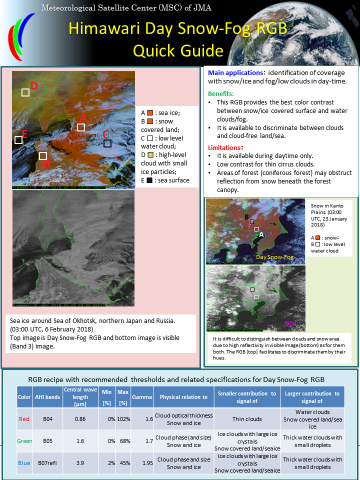 Meteorological Satellite Center (MSC) of JMA
Himawari Day Snow-Fog RGB
Quick Guide
D
A
E
C
B
A : sea ice;
B : snow
covered land;
C : low level
water cloud;
D : high-level
cloud with small
ice particles;
E : sea surface
Sea ice around Sea of Okhotsk, northern Japan and Russia.
(03:00 UTC, 6 February 2018)
Top image is Day Snow-Fog RGB and bottom image is visible
(Band 3) image.
Main applications: identification of coverage
with snow/ice and fog/low clouds in day-time.
Benefits:
• This RGB provides the best color contrast
between snow/ice covered surface and water
clouds/fog.
• It is available to discriminate between clouds
and cloud-free land/sea.
Limitations:
• It is available during daytime only.
• Low contrast for thin cirrus clouds.
• Areas of forest (coniferous forest) may obstruct
reflection from snow beneath the forest
canopy.
A
Day Snow-Fog
Snow in Kanto
Plains. (03:00
UTC, 23 January
2018)
A : snow;
B : low level
water cloud
It is difficult to distinguish between clouds and snow area
due to high reflectivity in visible image (bottom) as for them
both. The RGB (top) facilitates to discriminate them by their
hues.
RGB recipe with recommended thresholds and related specifications for Day Snow-Fog RGB
Color AHI bands Central wave length [µm] Min [%] Max [%] Gamma Physical relation to Smaller contribution to signal of Larger contribution to signal of
Red B04 0.86 0% 102% 1.6 Cloud optical thickness Snow and ice Thin clouds Water clouds Snow covered land/sea ice
Green B05 1.6 0% 68% 1.7 Cloud phase (and size) Snow and ice Ice clouds with large ice crystals Snow covered land/sea ice Thick water clouds with small droplets
Blue B07refl 3.9 2% 45% 1.95 Cloud phase and size Snow and ice Ice clouds with large ice crystals Snow covered land/sea ice Thick water clouds with small droplets